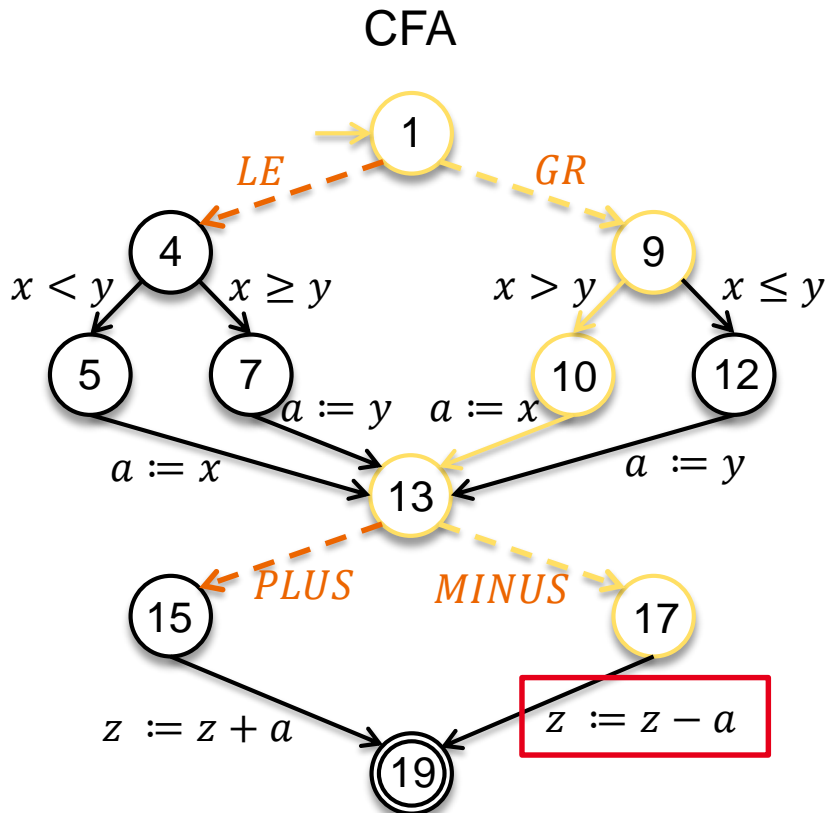 CFA
1
LE GR
4 9
x < y x ≥ y x > y x ≤ y
5 7 10 12
a ≔ y a ≔ x
a ≔ x a ≔ y
13
PLUS MINUS
15 17
z ≔ z + a z ≔ z − a
19